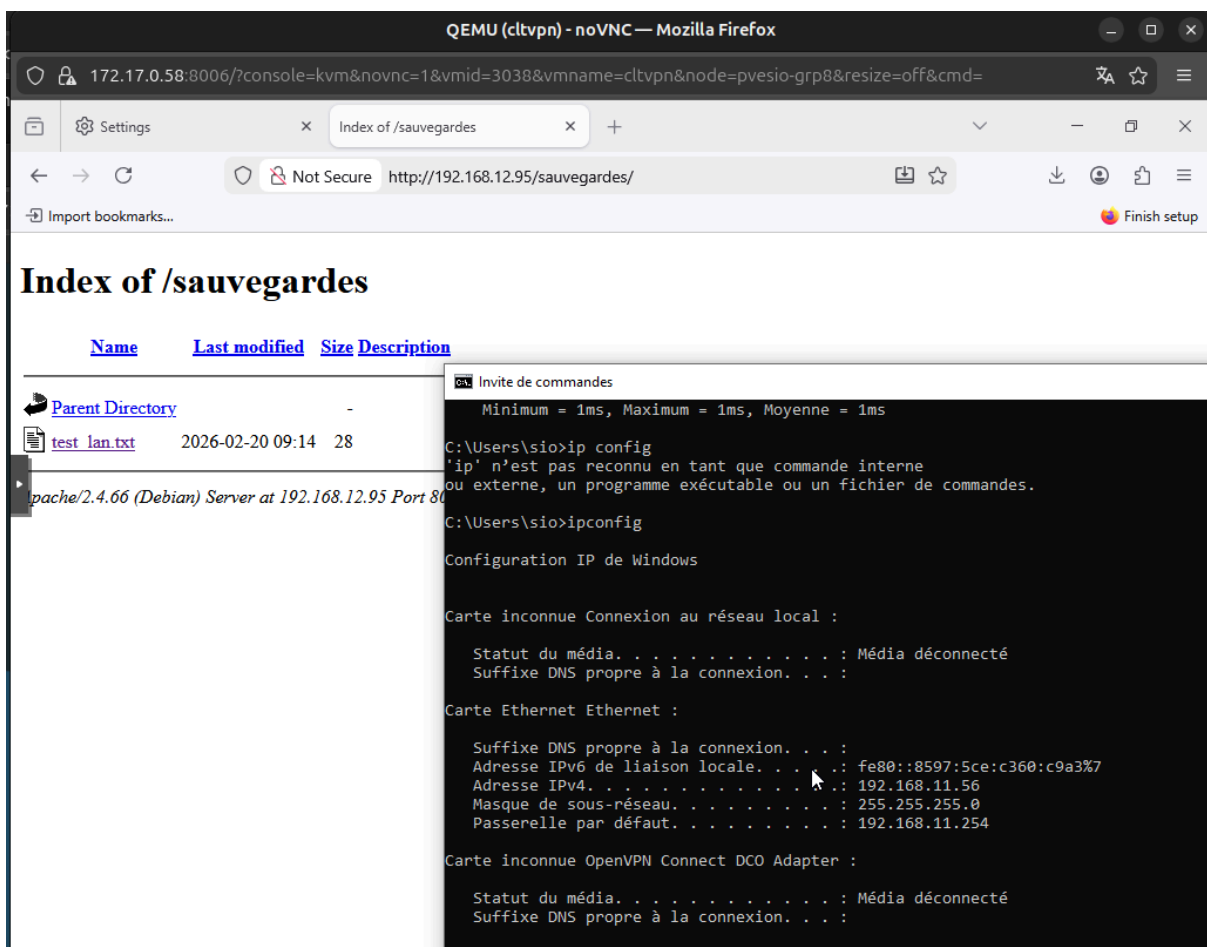 QEMU (cltvpn) - noVNC — Mozilla Firefox
172.17.0.58:8006/?console=kvm&novnc=1&vmid=3038&vmname=cltvpn&node=pvesio-grp8&resize=off&cmd=
Settings
Index of /sauvegardes
Not Secure http://192.168.12.95/sauvegardes/
Import bookmarks...
Finish setup
Index of /sauvegardes
Name Last modified Size Description
Parent Directory -
test_lan.txt 2026-02-20 09:14 28
pache/2.4.66 (Debian) Server at 192.168.12.95 Port 80
Invite de commandes
Minimum = 1ms, Maximum = 1ms, Moyenne = 1ms
C:\Users\sio>ip config
'ip' n’est pas reconnu en tant que commande interne
ou externe, un programme exécutable ou un fichier de commandes.
C:\Users\sio>ipconfig
Configuration IP de Windows
Carte inconnue Connexion au réseau local :
Statut du média. . . . . . . . . . . . : Média déconnecté
Suffixe DNS propre à la connexion. . . :
Carte Ethernet Ethernet :
Suffixe DNS propre à la connexion. . . :
Adresse IPv6 de liaison locale. . . . .: fe80::8597:5ce:c360:c9a3%7
Adresse IPv4. . . . . . . . . . . . . .: 192.168.11.56
Masque de sous-réseau. . . . . . . . . : 255.255.255.0
Passerelle par défaut. . . . . . . . . : 192.168.11.254
Carte inconnue OpenVPN Connect DCO Adapter :
Statut du média. . . . . . . . . . . . : Média déconnecté
Suffixe DNS propre à la connexion. . . :